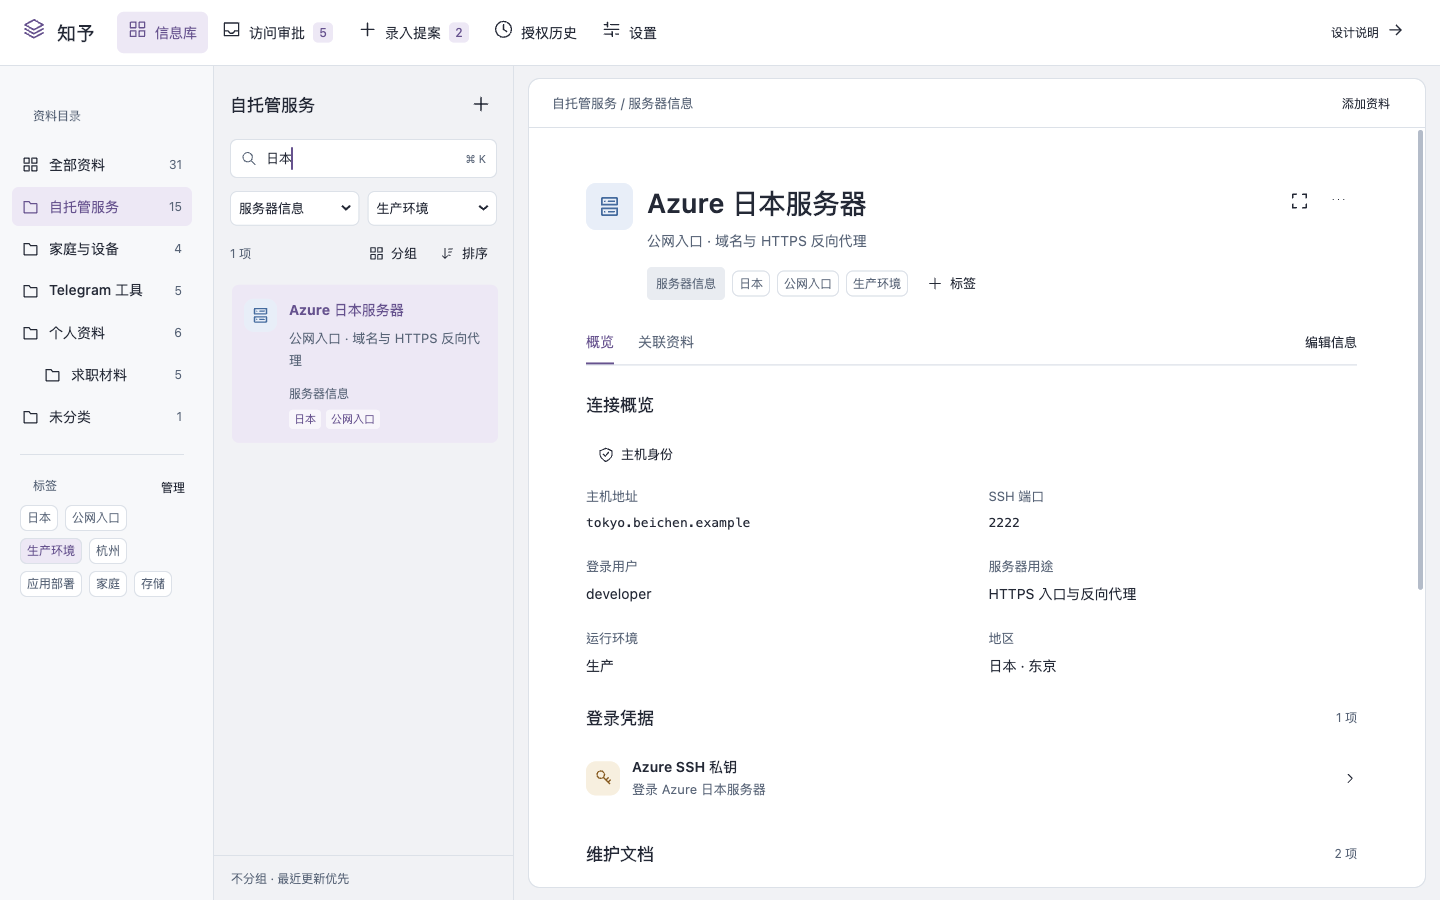 知予
信息库
访问审批 5
录入提案 2
授权历史
设置
设计说明
资料目录
全部资料 31
自托管服务 15
家庭与设备 4
Telegram 工具 5
个人资料 6
求职材料 5
未分类 1
标签 管理
日本 公网入口
生产环境 杭州
应用部署 家庭 存储
自托管服务
日本 ⌘ K
服务器信息 生产环境
1 项 分组 排序
Azure 日本服务器
公网入口 · 域名与 HTTPS 反向代
理
服务器信息
日本 公网入口
不分组 · 最近更新优先
自托管服务 / 服务器信息 添加资料
Azure 日本服务器
···
公网入口 · 域名与 HTTPS 反向代理
服务器信息 日本 公网入口 生产环境 标签
概览 关联资料 编辑信息
连接概览
主机身份
主机地址 SSH 端口
tokyo.beichen.example 2222
登录用户 服务器用途
developer HTTPS 入口与反向代理
运行环境 地区
生产 日本 · 东京
登录凭据 1 项
Azure SSH 私钥
登录 Azure 日本服务器
维护文档 2 项